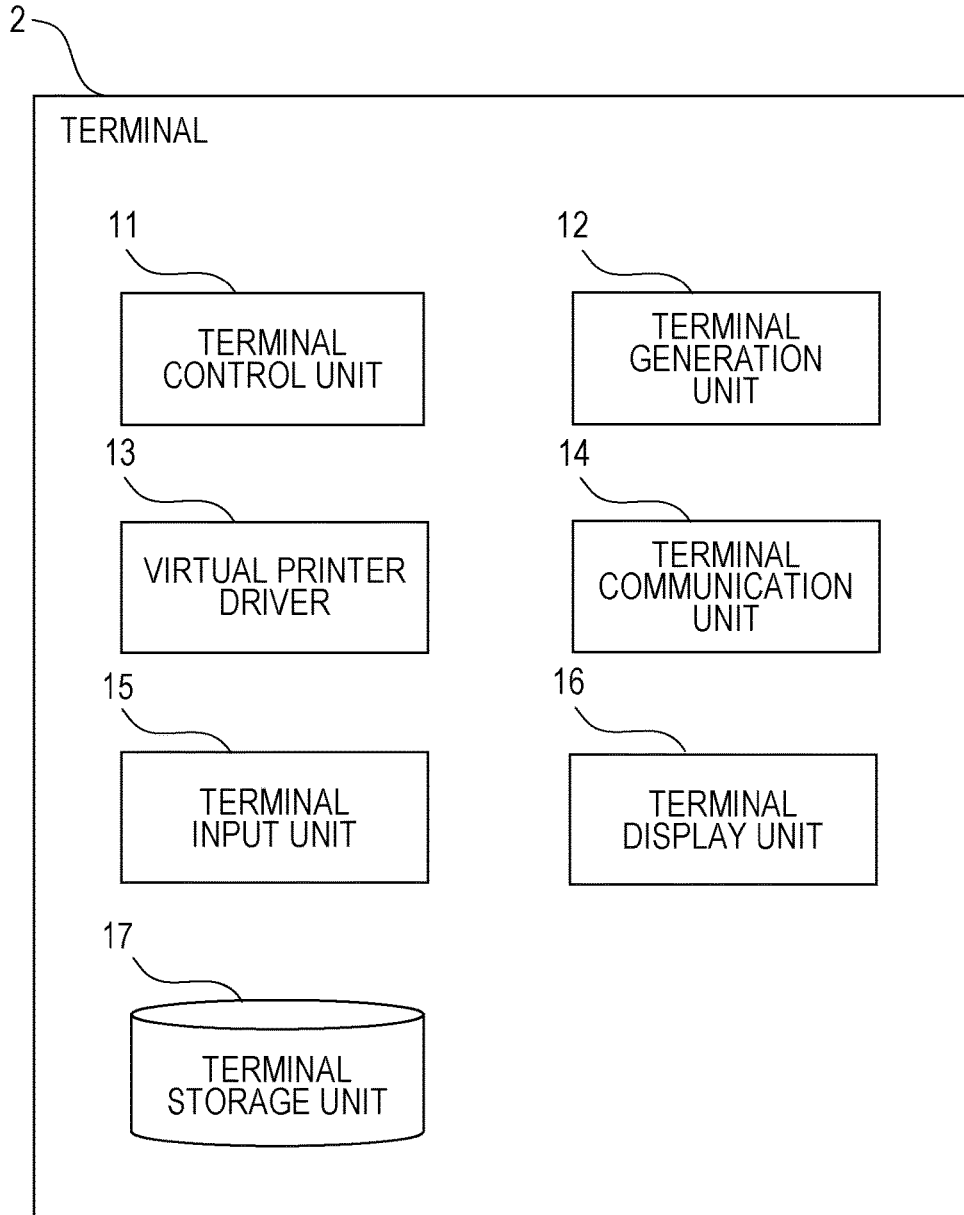 2
TERMINAL
11
TERMINAL
CONTROL UNIT
12
TERMINAL
GENERATION
UNIT
13
VIRTUAL PRINTER
DRIVER
14
TERMINAL
COMMUNICATION
UNIT
15
TERMINAL
INPUT UNIT
16
TERMINAL
DISPLAY UNIT
17
TERMINAL
STORAGE UNIT